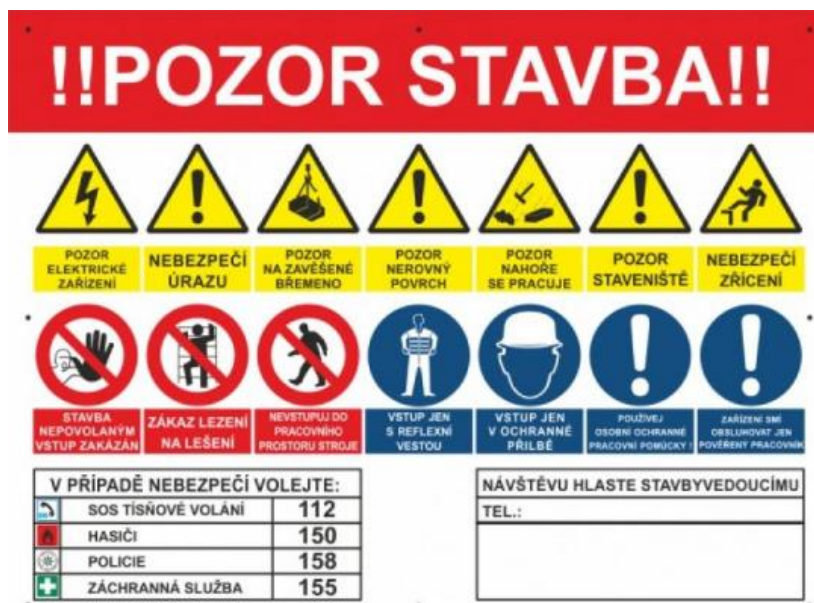 !!POZOR STAVBA!!
POZOR
ELEKTRICKÉ
ZAŘÍZENÍ
NEBEZPEČÍ
ÚRAZU
POZOR
NA ZAVĚŠENÉ
BŘEMENO
POZOR
NEROVNÝ
POVRCH
POZOR
NAHOŘE
SE PRACUJE
POZOR
STAVENIŠTĚ
NEBEZPEČÍ
ZŘÍCENÍ
STAVBA
NEPOVOLANÝM
VSTUP ZAKÁZÁN
ZÁKAZ LEZENÍ
NA LEŠENÍ
NEVSTUPUJ DO
PRACOVNÍHO
PROSTORU STROJE
VSTUP JEN
S REFLEXNÍ
VESTOU
VSTUP JEN
V OCHRANNÉ
PŘILBĚ
POUŽÍVEJ
OSOBNÍ OCHRANNÉ
PRACOVNÍ POMŮCKY !
ZAŘÍZENÍ SMÍ
OBSLUHOVAT JEN
POVĚŘENÝ PRACOVNÍK
V PŘÍPADĚ NEBEZPEČÍ VOLEJTE:
SOS TÍSŇOVÉ VOLÁNÍ 112
HASIČI 150
POLICIE 158
ZÁCHRANNÁ SLUŽBA 155
NÁVŠTĚVU HLASTE STAVBYVEDOUCÍMU
TEL.: